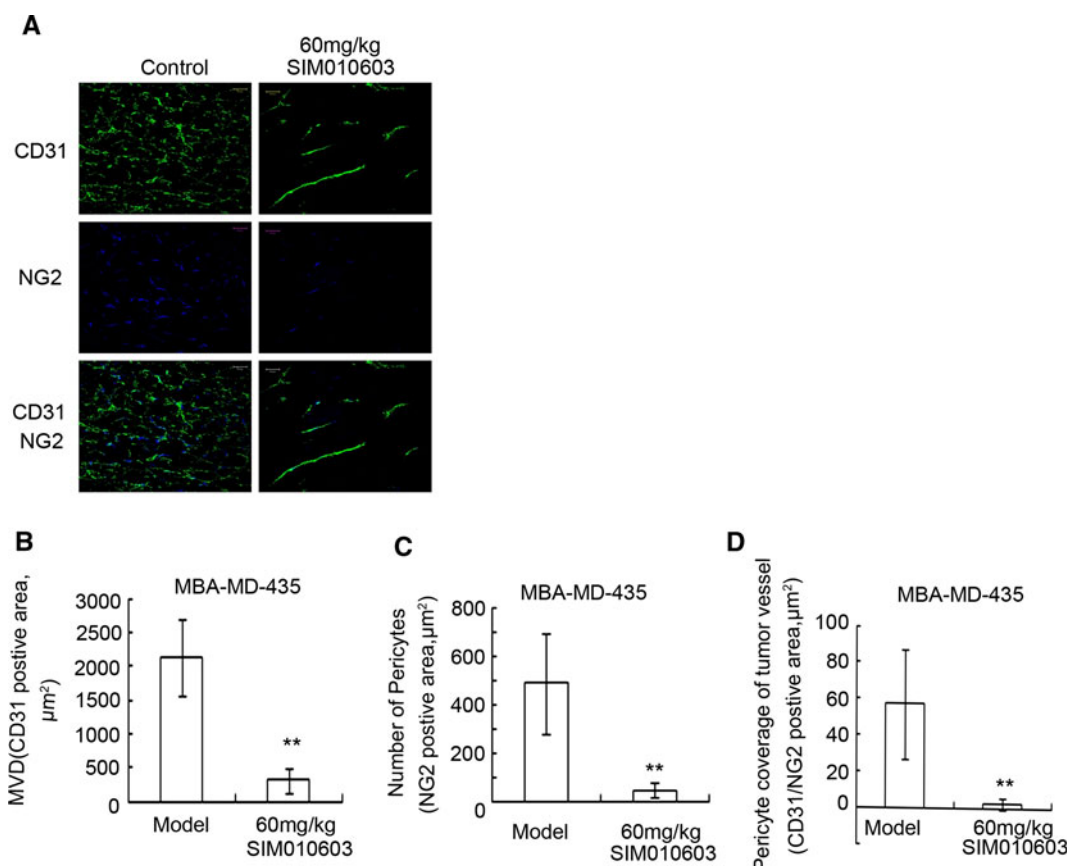 A
Control
60mg/kg
SIM010603
CD31
NG2
CD31
NG2
B
MBA-MD-435
MVD(CD31 postive area,
µm²)
3000
2500
2000
1500
1000
500
0
**
Model
60mg/kg
SIM010603
C
MBA-MD-435
Number of Pericytes
(NG2 postive area,µm²)
800
600
400
200
0
**
Model
60mg/kg
SIM010603
D
MBA-MD-435
Pericyte coverage of tumor vessel
(CD31/NG2 postive area,µm²)
100
80
60
40
20
0
**
Model
60mg/kg
SIM010603